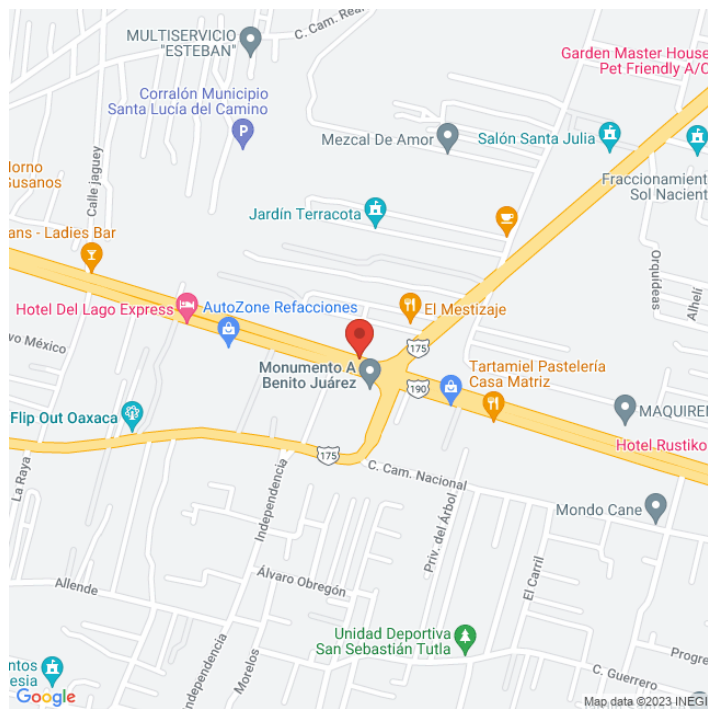 C. Cam. Real
MULTISERVICIO
"ESTEBAN"
Garden Master House
Pet Friendly A/C
Corralón Municipio
Santa Lucía del Camino
P
Mezcal De Amor
Salón Santa Julia
Horno
Gusanos
Calle jaguey
Fraccionamient
Sol Nacient
Jardín Terracota
ans - Ladies Bar
Orquídeas
Alhelí
Hotel Del Lago Express
AutoZone Refacciones
El Mestizaje
vo México
175
Monumento A
Benito Juárez
190
Tartamiel Pastelería
Casa Matriz
MAQUIREN
Flip Out Oaxaca
Hotel Rustiko
175
La Raya
Independencia
C. Cam. Nacional
Priv. del Árbol
Mondo Cane
Allende
Álvaro Obregón
El Carril
Unidad Deportiva
San Sebastián Tutla
Independencia
Morelos
Progre
C. Guerrero
ntos
esia
Google
Map data ©2023 INEGI